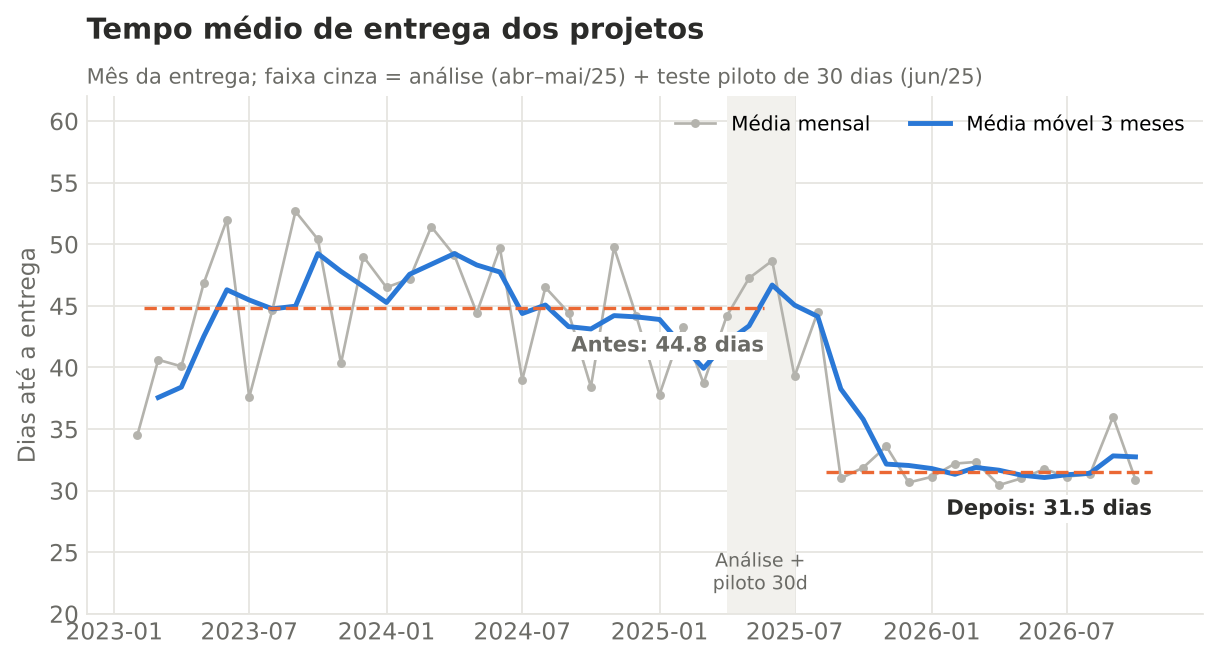 Tempo médio de entrega dos projetos
Mês da entrega; faixa cinza = análise (abr–mai/25) + teste piloto de 30 dias (jun/25)
Média mensal
Média móvel 3 meses
Dias até a entrega
60
55
50
45
40
35
30
25
20
Antes: 44.8 dias
Depois: 31.5 dias
Análise +
piloto 30d
2023-01 2023-07 2024-01 2024-07 2025-01 2025-07 2026-01 2026-07